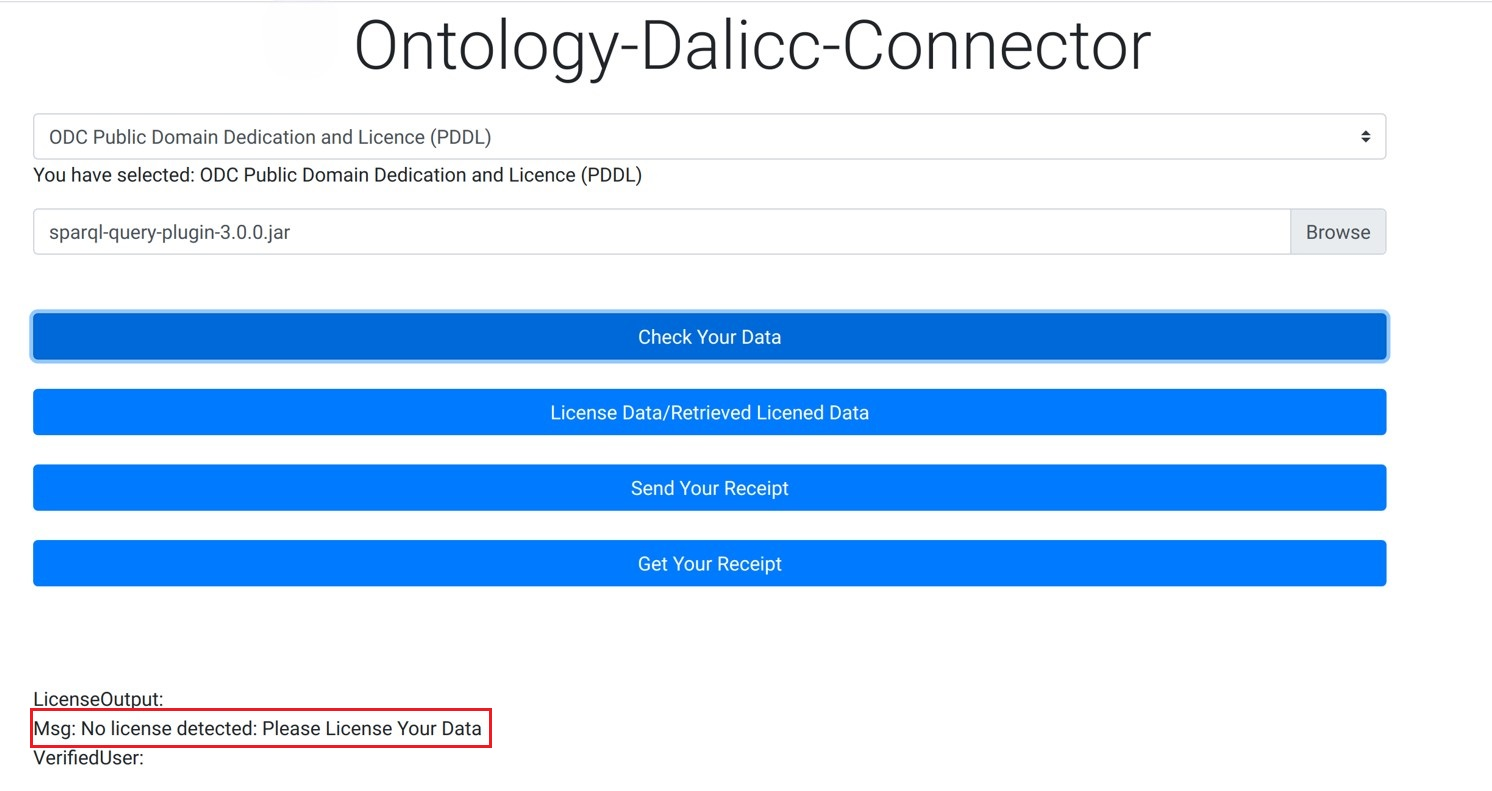 Ontology-Dalicc-Connector
ODC Public Domain Dedication and Licence (PDDL)
You have selected: ODC Public Domain Dedication and Licence (PDDL)
sparql-query-plugin-3.0.0.jar Browse
Check Your Data
License Data/Retrieved Licened Data
Send Your Receipt
Get Your Receipt
LicenseOutput:
Msg: No license detected: Please License Your Data
VerifiedUser: